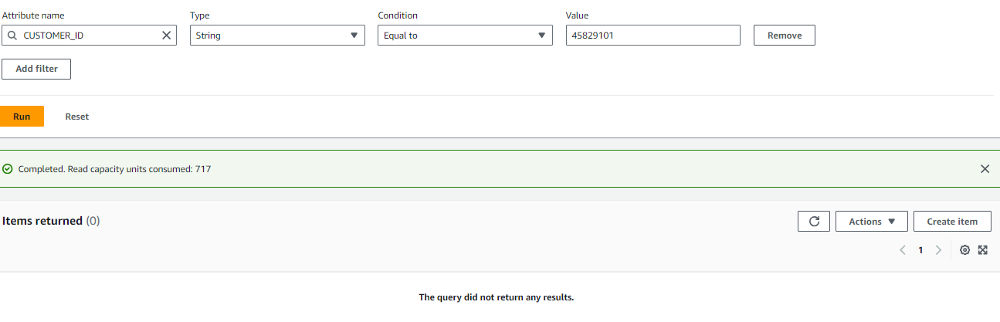 Attribute name Type Condition Value
CUSTOMER_ID String Equal to 45829101 Remove
Add filter
Run Reset
Completed. Read capacity units consumed: 717
Items returned (0) Actions Create item
1
The query did not return any results.